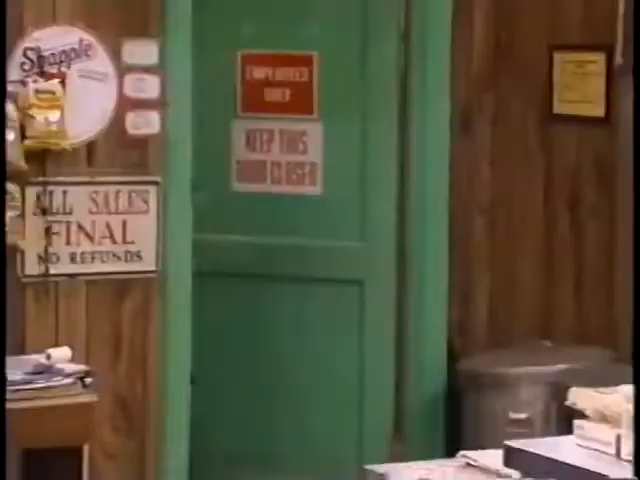 Snapple
EMPLOYEES
ONLY
KEEP THIS
DOOR CLOSED
ALL SALES
FINAL
NO REFUNDS